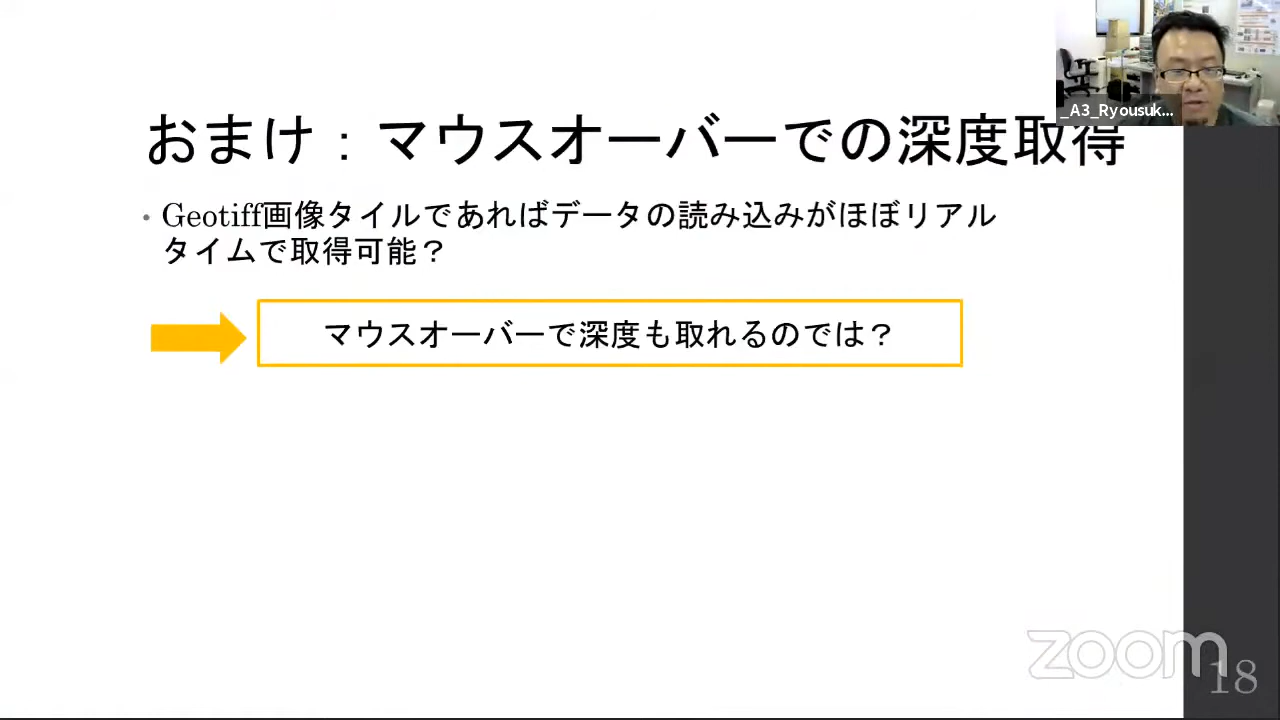 _A3_Ryousuk...
おまけ：マウスオーバーでの深度取得
• Geotiff画像タイルであればデータの読み込みがほぼリアル
タイムで取得可能？
マウスオーバーで深度も取れるのでは？
zoom
18